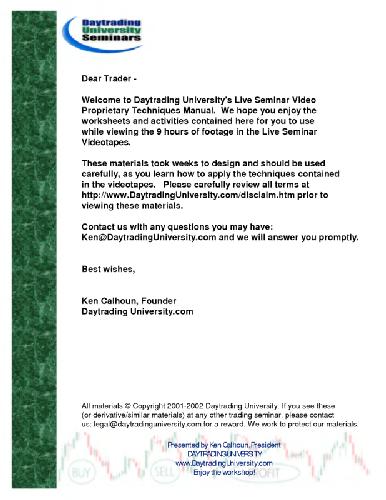 Daytrading
University
Seminars
Dear Trader -
Welcome to Daytrading University's Live Seminar Video
Proprietary Techniques Manual. We hope you enjoy the
worksheets and activities contained here for you to use
while viewing the 9 hours of footage in the Live Seminar
Videotapes.
These materials took weeks to design and should be used
carefully, as you learn how to apply the techniques contained
in the videotapes. Please carefully review all terms at
http://www.DaytradingUniversity.com/disclaim.htm prior to
viewing these materials.
Contact us with any questions you may have:
Ken@DaytradingUniversity.com and we will answer you promptly.
Best wishes,
Ken Calhoun, Founder
Daytrading University.com
All materials © Copyright 2001-2002 Daytrading University. If you see these
(or derivative/similar materials) at any other trading seminar, please contact
us: legal@daytradinguniversity.com for a reward. We work to protect our materials.
Presented by Ken Calhoun, President
DAYTRADING UNIVERSITY
www.DaytradingUniversity.com
Enjoy the workshop!
BUY
SELL
PROFIT